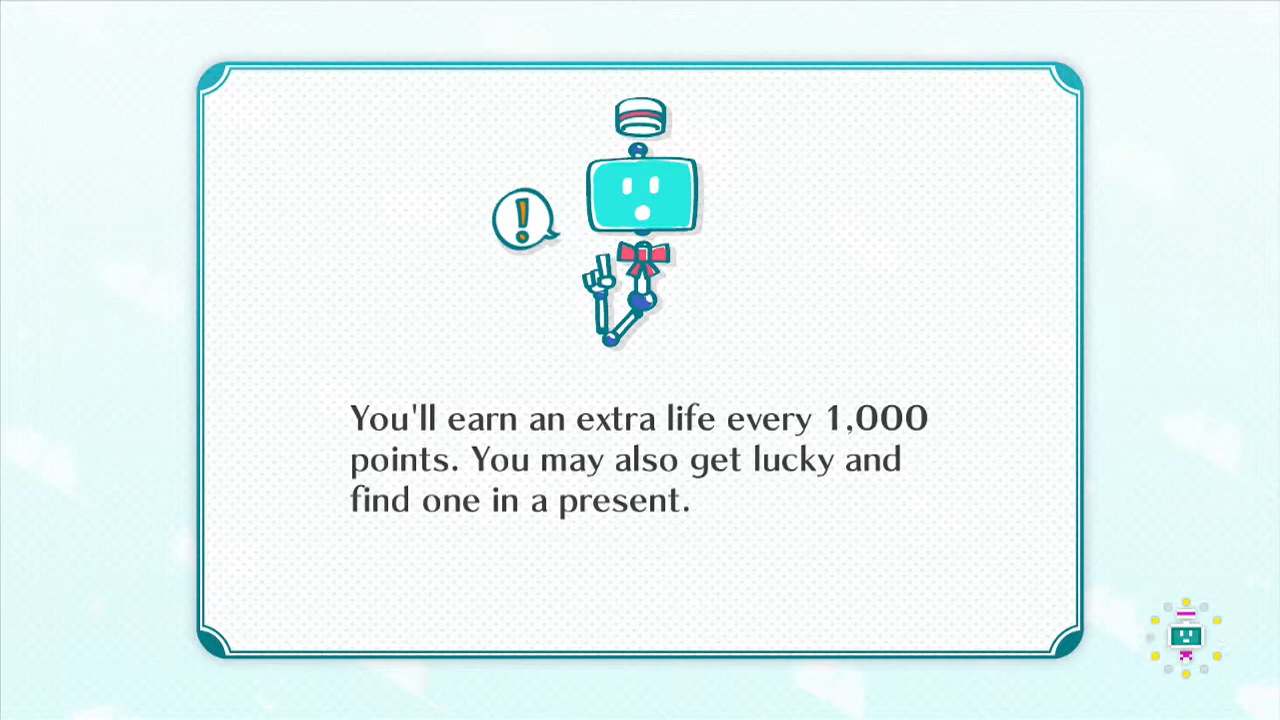 !
You'll earn an extra life every 1,000
points. You may also get lucky and
find one in a present.